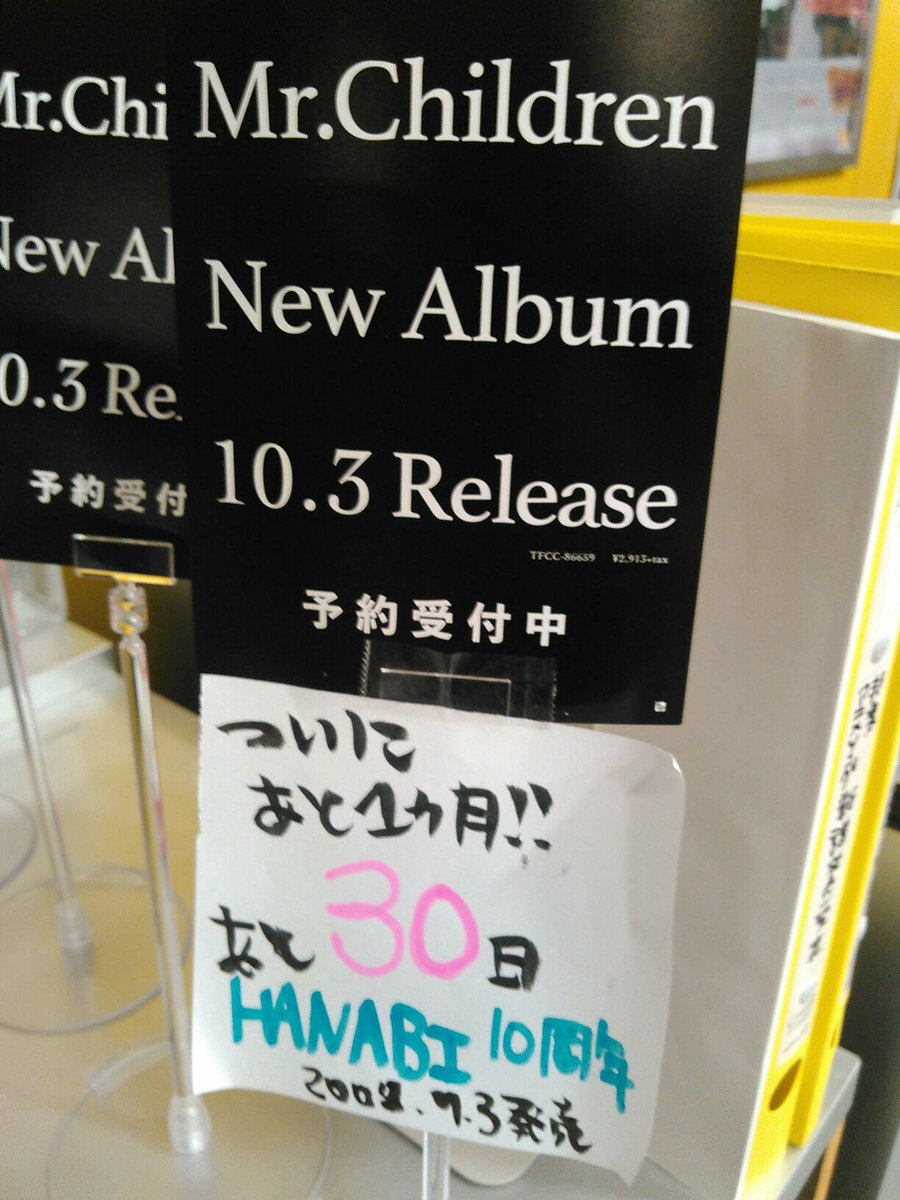 Mr.Chi
New Al
0.3 Re
予約受付
Mr.Children
New Album
10.3 Release
TFCC-86659 ¥2,913+tax
予約受付中
ついに
あと1カ月!!
あと30日
HANABI 10周年
2008.9.3発売